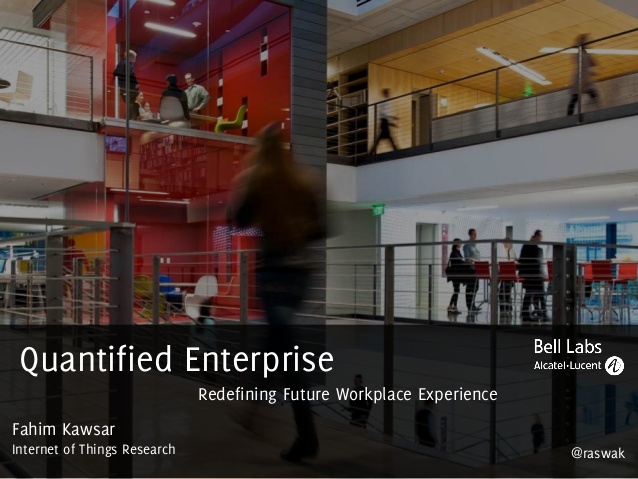 Quantified Enterprise
Redefining Future Workplace Experience
Bell Labs
Alcatel·Lucent
Fahim Kawsar
Internet of Things Research
@raswak